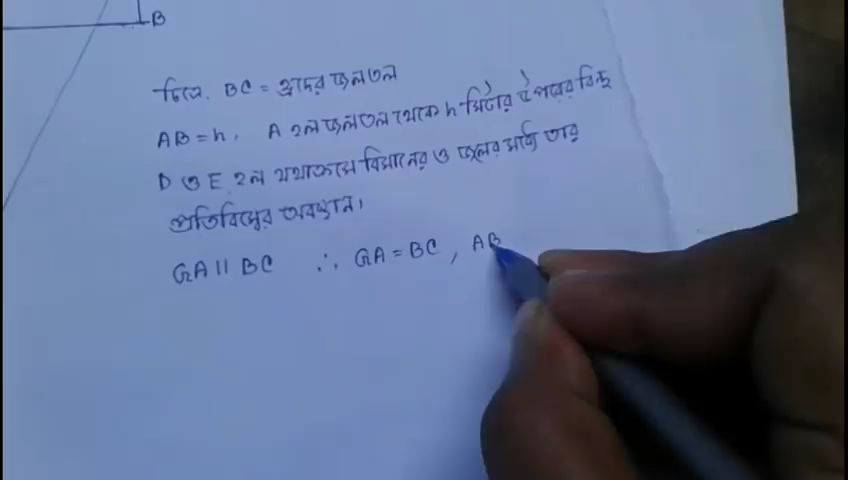 B
চিত্রে, BC = হ্রদের জলতল
AB = h, A হল জলতল থেকে h মিটার উপরের বিন্দু
D ও E হল যথাক্রমে বিমানের ও জলের মধ্যে তার
প্রতিবিম্বের অবস্থান।
GA || BC ∴ GA = BC, AB